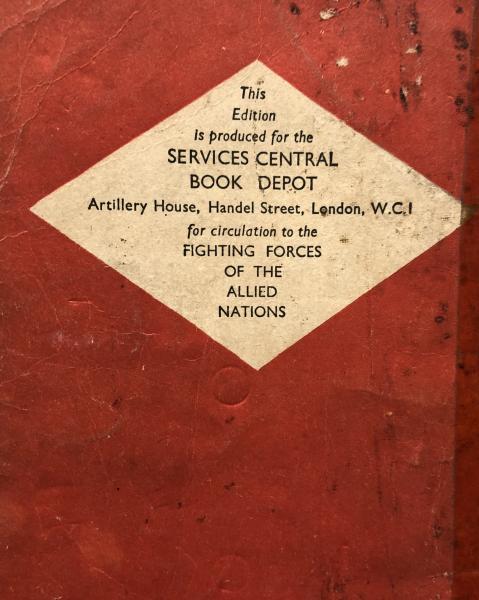 This
Edition
is produced for the
SERVICES CENTRAL
BOOK DEPOT
Artillery House, Handel Street, London, W.C.1
for circulation to the
FIGHTING FORCES
OF THE
ALLIED
NATIONS